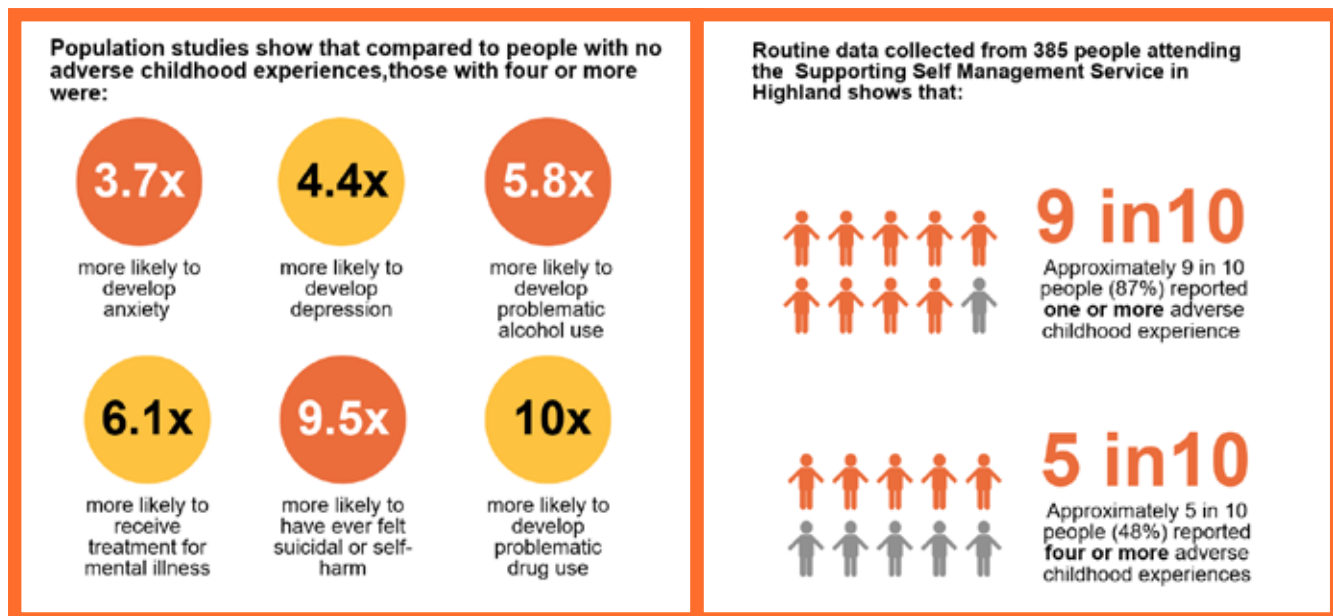 Population studies show that compared to people with no
adverse childhood experiences,those with four or more
were:
3.7x
more likely to
develop
anxiety
4.4x
more likely to
develop
depression
5.8x
more likely to
develop
problematic
alcohol use
6.1x
more likely to
receive
treatment for
mental illness
9.5x
more likely to
have ever felt
suicidal or self-
harm
10x
more likely to
develop
problematic
drug use
Routine data collected from 385 people attending
the Supporting Self Management Service in
Highland shows that:
9 in10
Approximately 9 in 10
people (87%) reported
one or more adverse
childhood experience
5 in10
Approximately 5 in 10
people (48%) reported
four or more adverse
childhood experiences